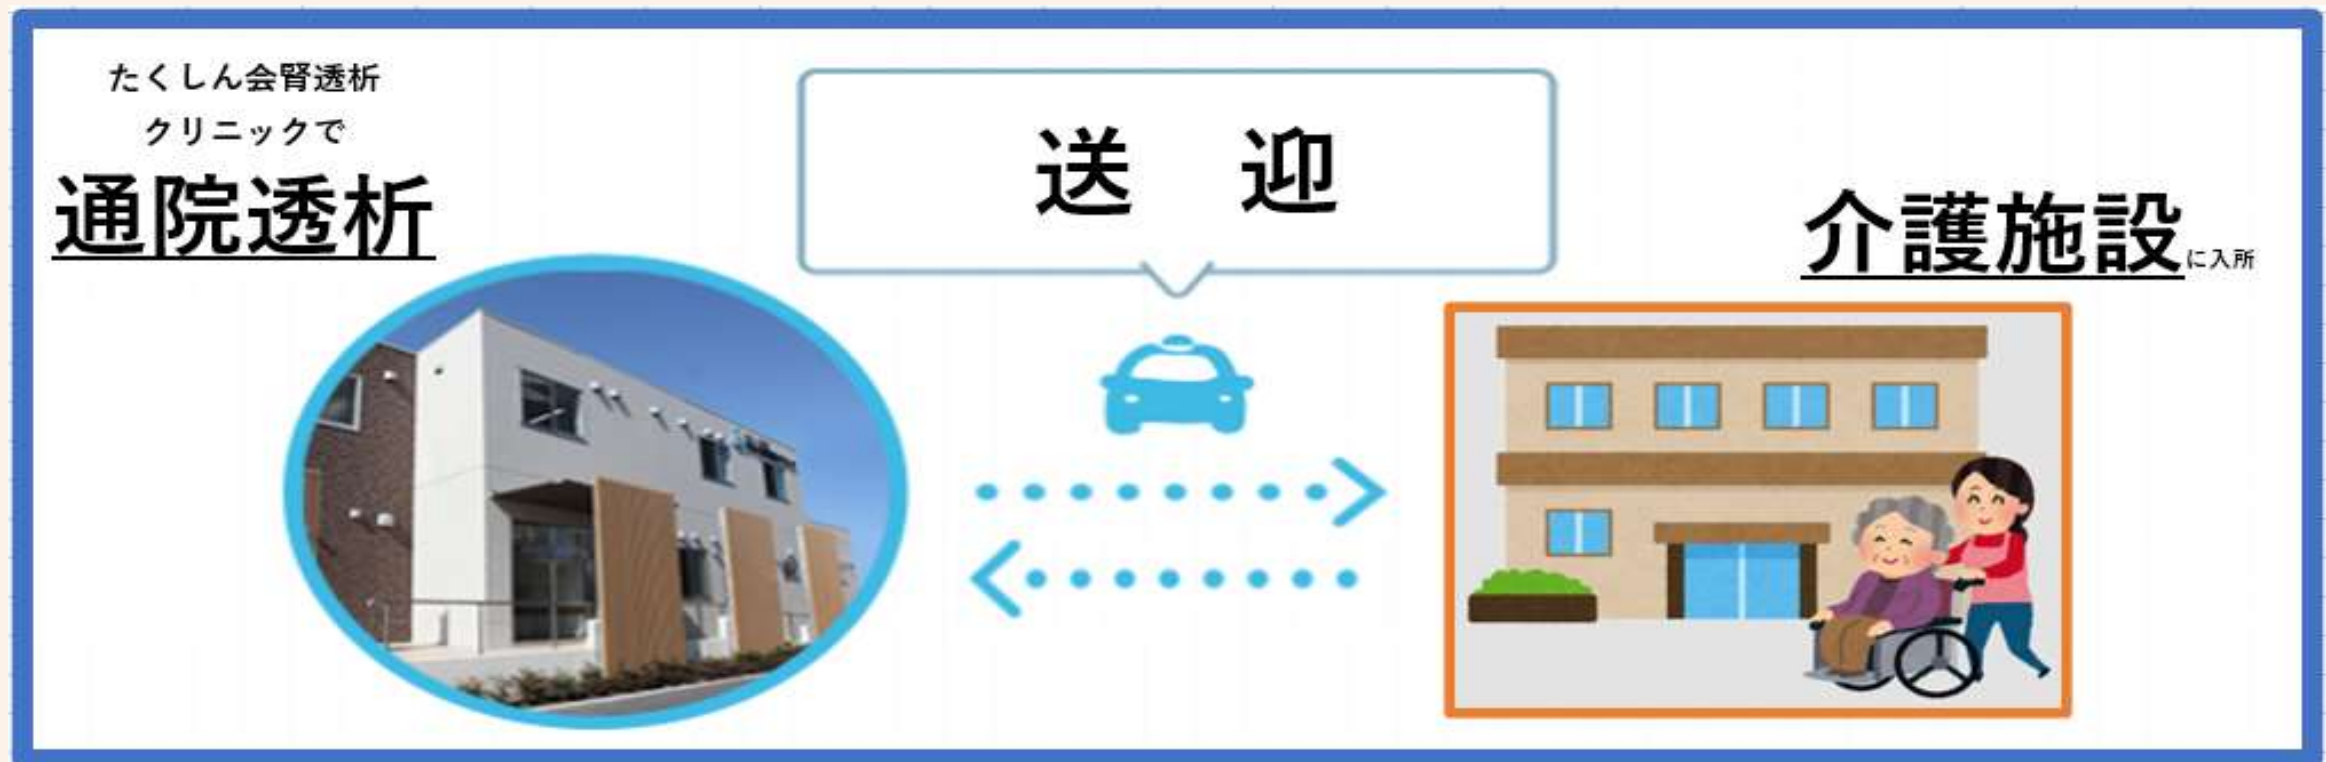 たくしん会腎透析
クリニックで
通院透析
送 迎
介護施設に入所